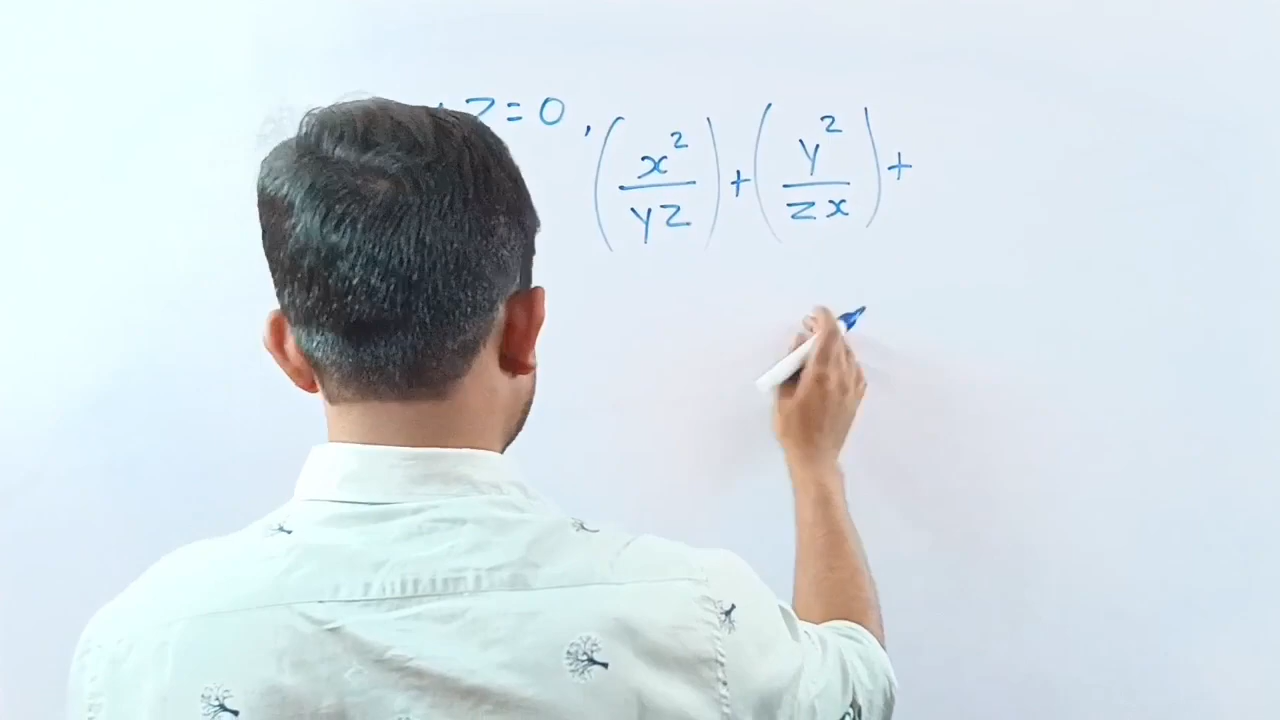 + z = 0, (x²/yz) + (y²/zx) +